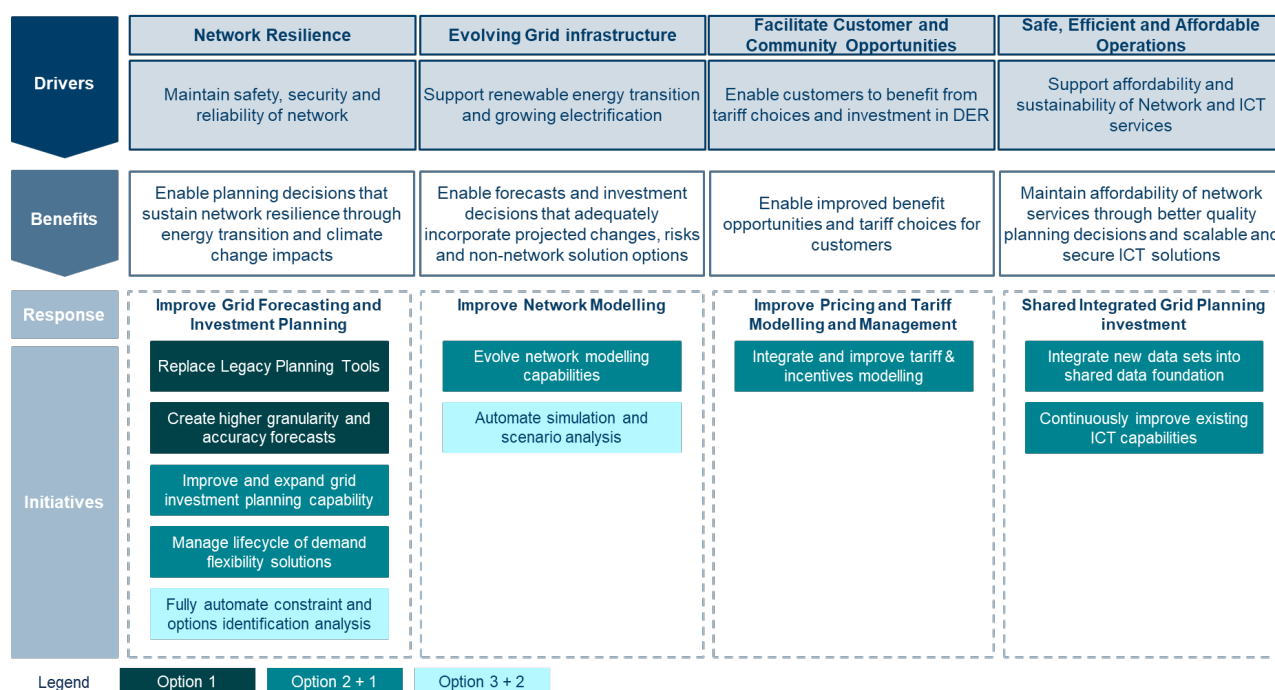 Drivers
Network Resilience
Evolving Grid infrastructure
Facilitate Customer and
Community Opportunities
Safe, Efficient and Affordable
Operations
Maintain safety, security and
reliability of network
Support renewable energy transition
and growing electrification
Enable customers to benefit from
tariff choices and investment in DER
Support affordability and
sustainability of Network and ICT
services
Benefits
Enable planning decisions that
sustain network resilience through
energy transition and climate
change impacts
Enable forecasts and investment
decisions that adequately
incorporate projected changes, risks
and non-network solution options
Enable improved benefit
opportunities and tariff choices for
customers
Maintain affordability of network
services through better quality
planning decisions and scalable and
secure ICT solutions
Response
Improve Grid Forecasting and
Investment Planning
Improve Network Modelling
Improve Pricing and Tariff
Modelling and Management
Shared Integrated Grid Planning
investment
Initiatives
Replace Legacy Planning Tools
Create higher granularity and
accuracy forecasts
Improve and expand grid
investment planning capability
Manage lifecycle of demand
flexibility solutions
Fully automate constraint and
options identification analysis
Evolve network modelling
capabilities
Automate simulation and
scenario analysis
Integrate and improve tariff &
incentives modelling
Integrate new data sets into
shared data foundation
Continuously improve existing
ICT capabilities
Legend
Option 1
Option 2 + 1
Option 3 + 2